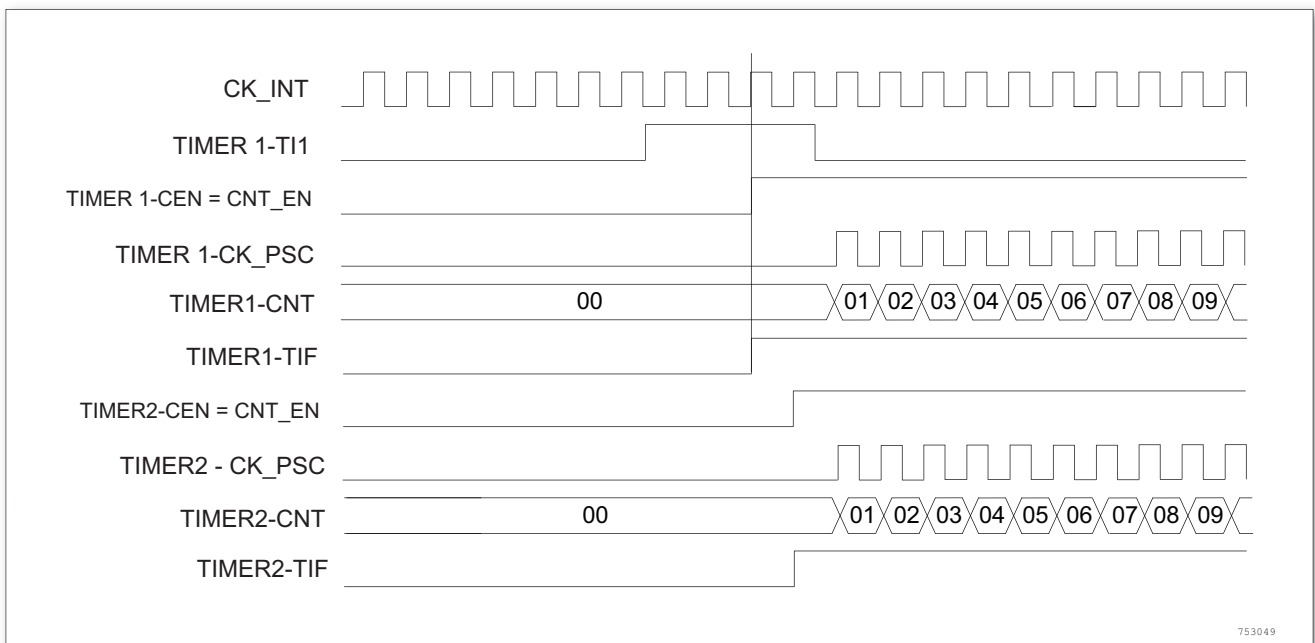 CK_INT
TIMER 1-TI1
TIMER 1-CEN = CNT_EN
TIMER 1-CK_PSC
TIMER1-CNT 00 01 02 03 04 05 06 07 08 09
TIMER1-TIF
TIMER2-CEN = CNT_EN
TIMER2 - CK_PSC
TIMER2-CNT 00 01 02 03 04 05 06 07 08 09
TIMER2-TIF
753049